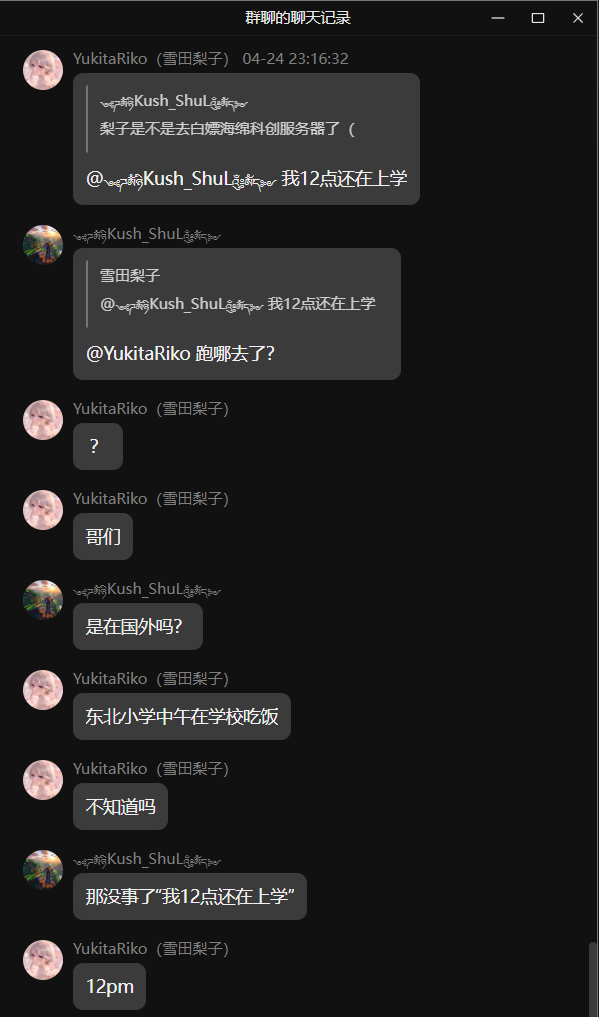 群聊的聊天记录
YukitaRiko（雪田梨子） 04-24 23:16:32
Kush_ShuL
梨子是不是去白嫖海绵科创服务器了（
@Kush_ShuL 我12点还在上学
Kush_ShuL
雪田梨子
@Kush_ShuL 我12点还在上学
@YukitaRiko 跑哪去了？
YukitaRiko（雪田梨子）
？
YukitaRiko（雪田梨子）
哥们
Kush_ShuL
是在国外吗？
YukitaRiko（雪田梨子）
东北小学中午在学校吃饭
YukitaRiko（雪田梨子）
不知道吗
Kush_ShuL
那没事了“我12点还在上学”
YukitaRiko（雪田梨子）
12pm